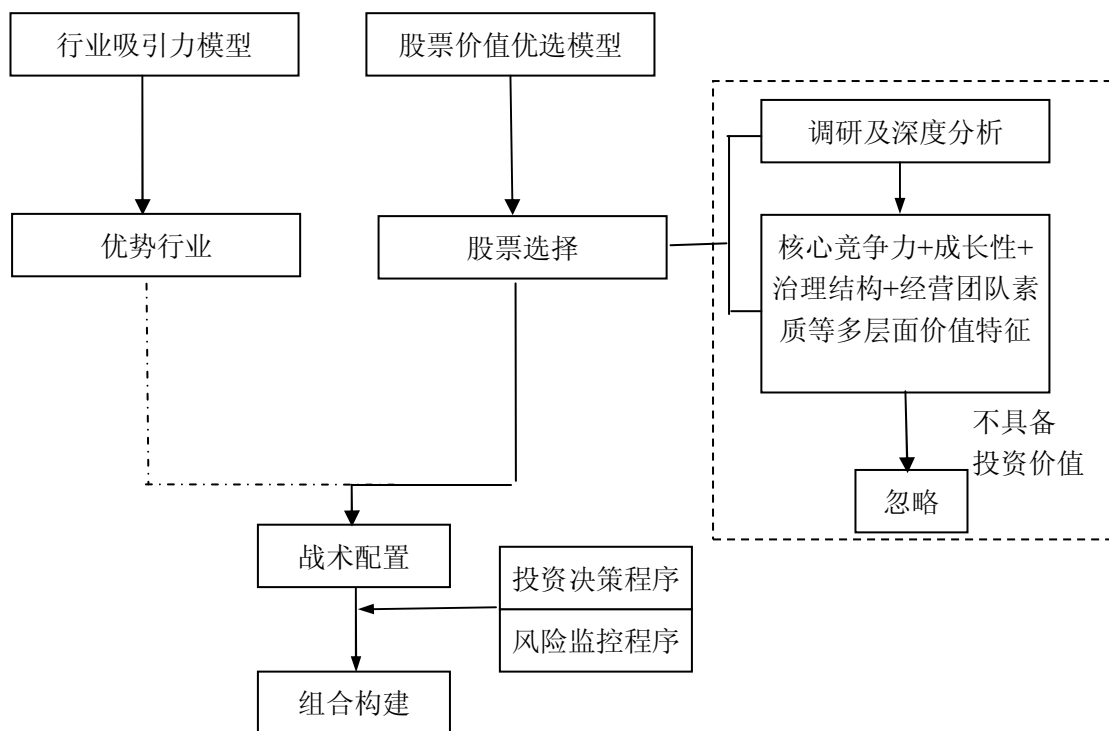 行业吸引力模型
股票价值优选模型
调研及深度分析
优势行业
股票选择
核心竞争力+成长性+
治理结构+经营团队素
质等多层面价值特征
不具备
投资价值
忽略
战术配置
投资决策程序
风险监控程序
组合构建